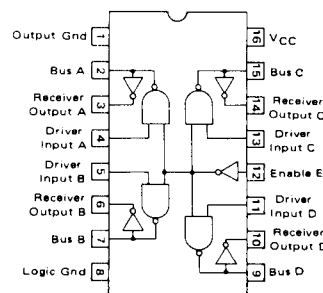 Output Gnd 1
Bus A 2
Receiver
Output A 3
Driver
Input A 4
Driver
Input B 5
Receiver
Output B 6
Bus B 7
Logic Gnd 8
16 VCC
15 Bus C
14 Receiver
Output C
13 Driver
Input C
12 Enable E
11 Driver
Input D
10 Receiver
Output D
9 Bus D